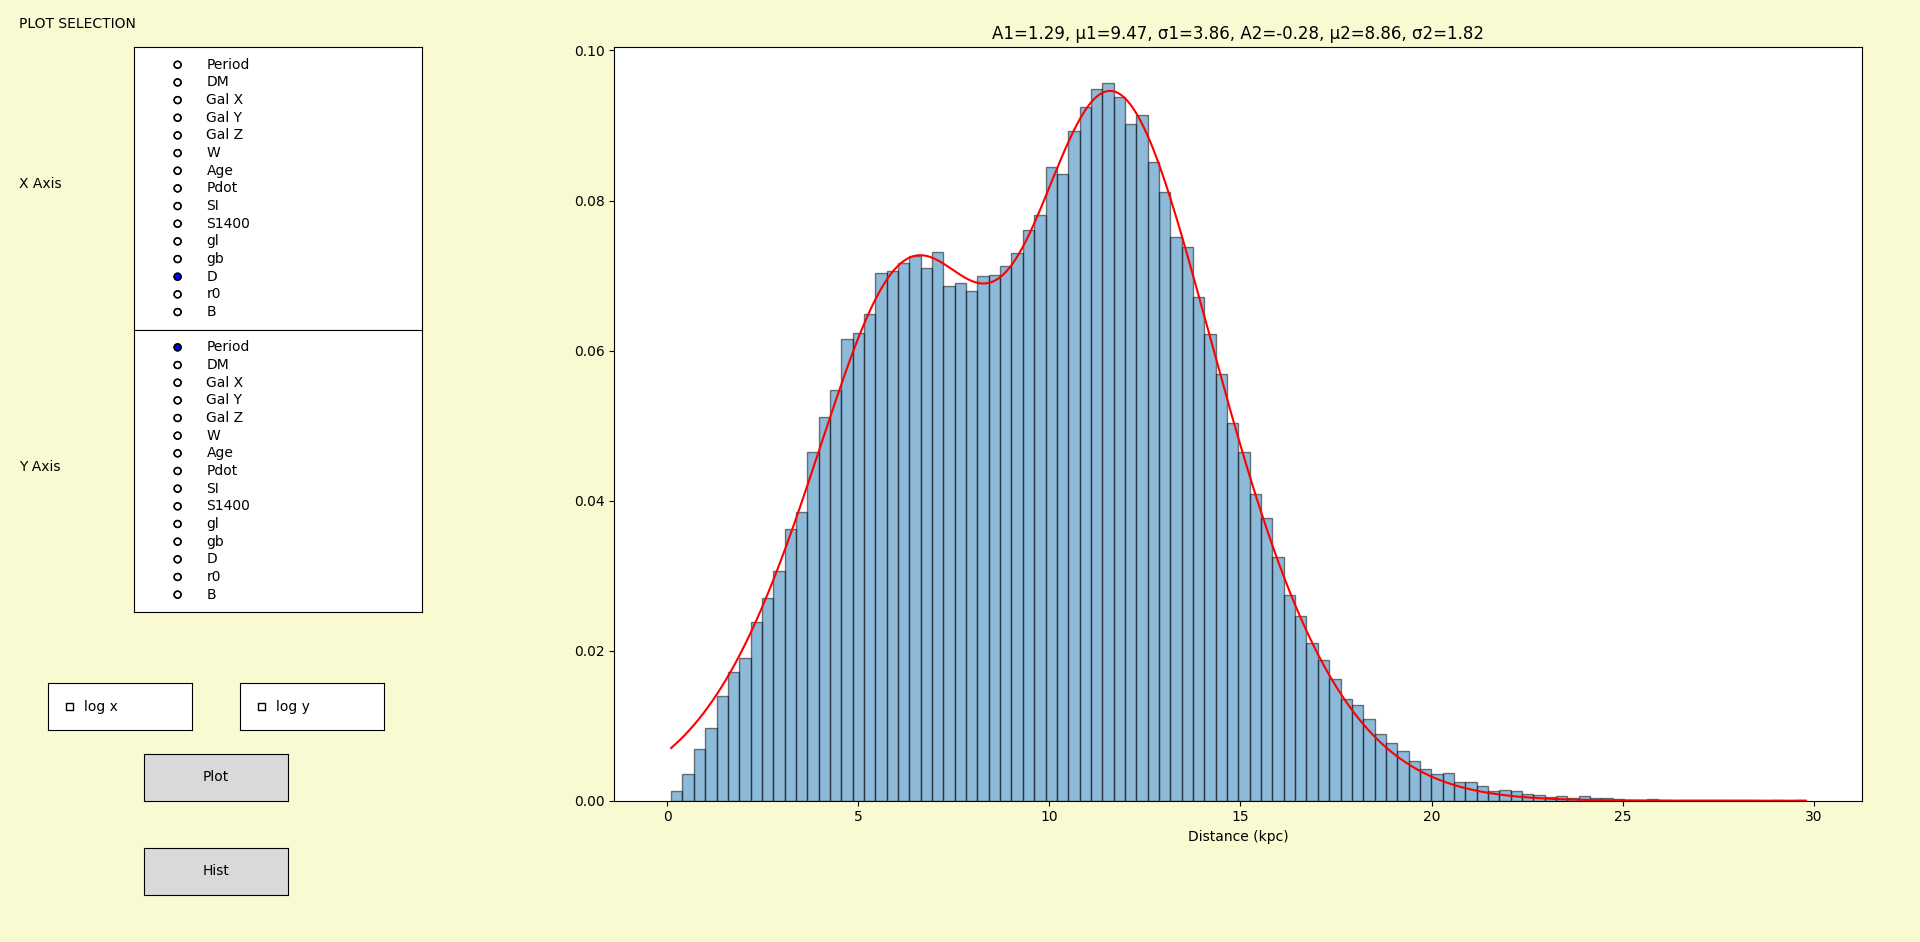 PLOT SELECTION
X Axis
Period
DM
Gal X
Gal Y
Gal Z
W
Age
Pdot
SI
S1400
gl
gb
D
r0
B
Y Axis
Period
DM
Gal X
Gal Y
Gal Z
W
Age
Pdot
SI
S1400
gl
gb
D
r0
B
log x
log y
Plot
Hist
A1=1.29, μ1=9.47, σ1=3.86, A2=-0.28, μ2=8.86, σ2=1.82
0.10
0.08
0.06
0.04
0.02
0.00
0 5 10 15 20 25 30
Distance (kpc)